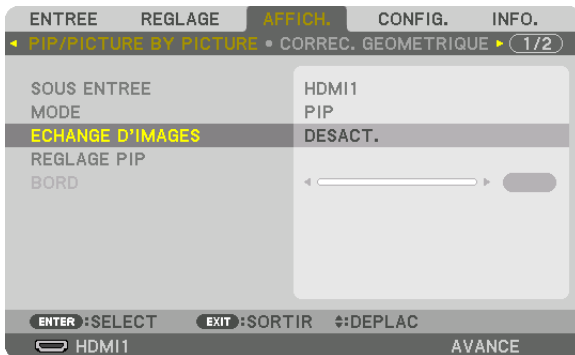 ENTREE REGLAGE AFFICH. CONFIG. INFO.
PIP/PICTURE BY PICTURE • CORREC. GEOMETRIQUE 1/2
SOUS ENTREE HDMI1
MODE PIP
ECHANGE D'IMAGES DESACT.
REGLAGE PIP
BORD
ENTER :SELECT EXIT :SORTIR :DEPLAC
HDMI1 AVANCE